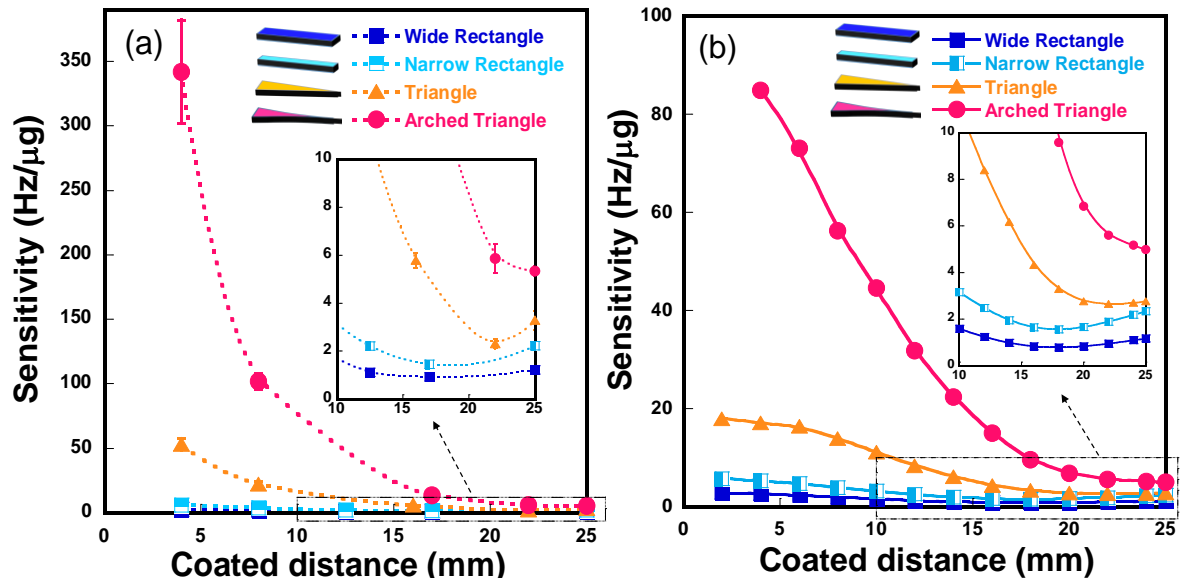 (a)
Wide Rectangle
Narrow Rectangle
Triangle
Arched Triangle
Sensitivity (Hz/μg)
350
300
250
200
150
100
50
0
0 5 10 15 20 25
Coated distance (mm)
10
8
6
4
2
0
10 15 20 25
(b)
Wide Rectangle
Narrow Rectangle
Triangle
Arched Triangle
Sensitivity (Hz/μg)
100
80
60
40
20
0
0 5 10 15 20 25
Coated distance (mm)
10
8
6
4
2
0
10 15 20 25